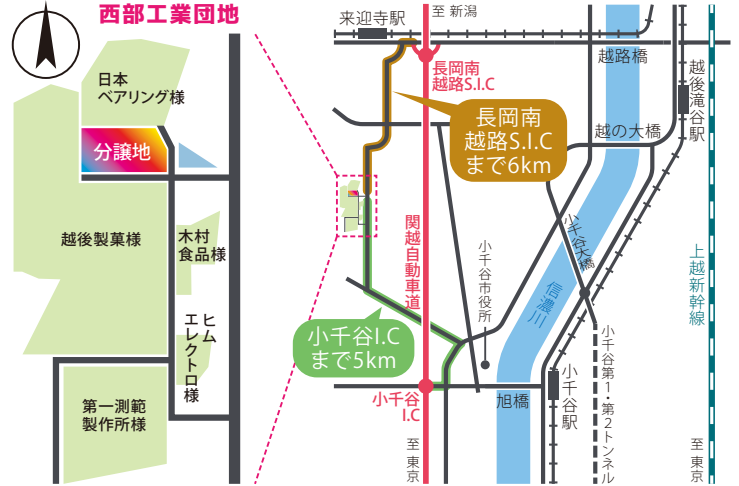 西部工業団地
日本
ベアリング様
分譲地
越後製菓様
木村
食品様
ヒム
エレクトロ様
第一測範
製作所様
来迎寺駅
至 新潟
長岡南
越路S.I.C
越路橋
越後滝谷駅
長岡南
越路S.I.C
まで6km
越の大橋
関越自動車道
小千谷市役所
小千谷大橋
信濃川
上越新幹線
小千谷I.C
まで5km
小千谷
I.C
旭橋
小千谷駅
小千谷第1・第2トンネル
至 東京
至 東京